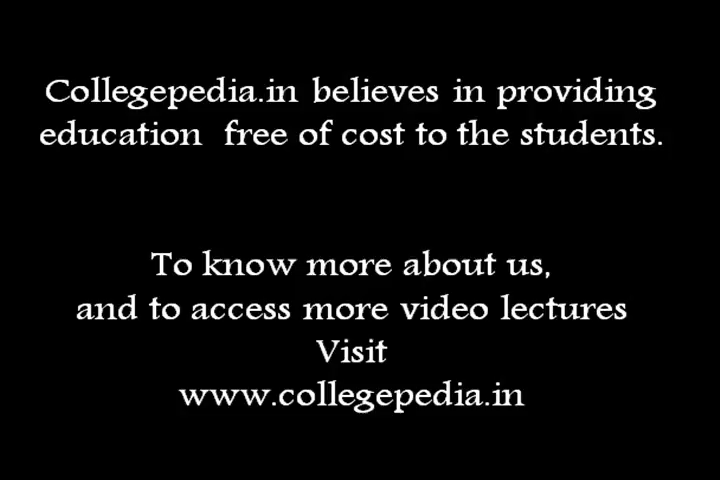 Collegepedia.in believes in providing
education free of cost to the students.
To know more about us,
and to access more video lectures
Visit
www.collegepedia.in